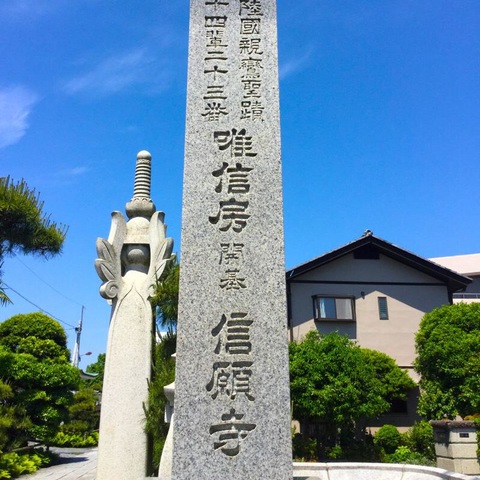 陸國親鸞聖蹟
十四輩二十三番
唯信房開基
信願寺